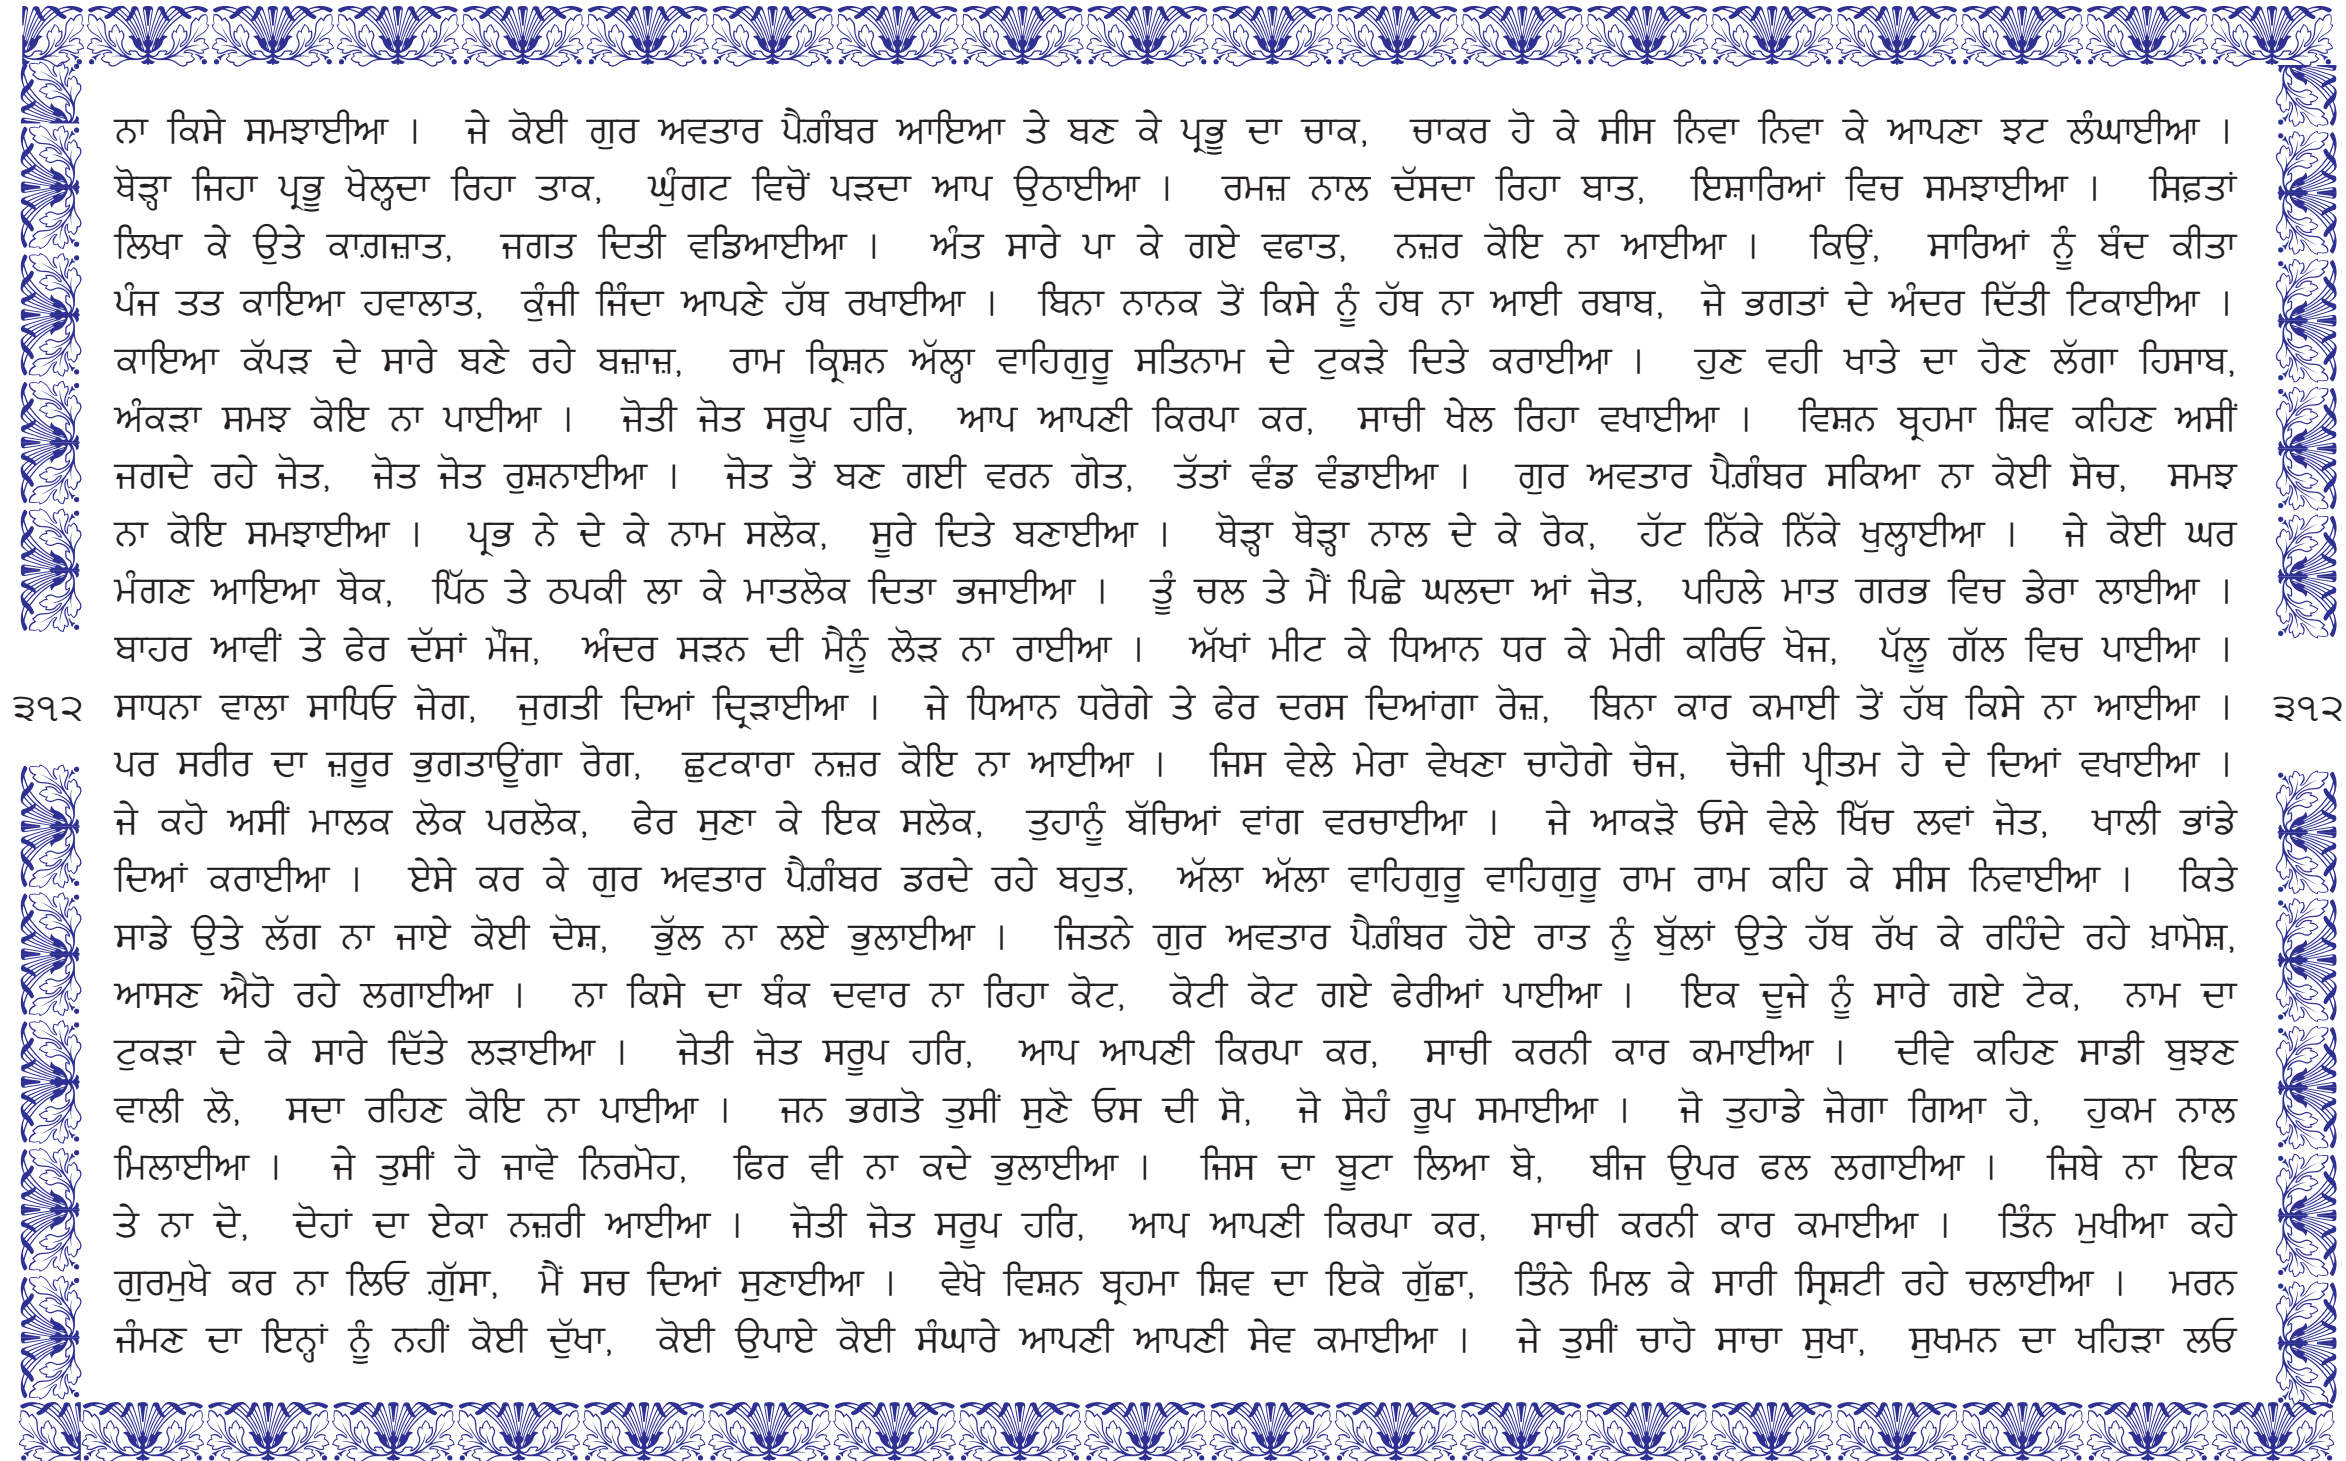 ਨਾ ਕਿਸੇ ਸਮਝਾਈਆ । ਜੇ ਕੋਈ ਗੁਰ ਅਵਤਾਰ ਪੈਗ਼ੰਬਰ ਆਇਆ ਤੇ ਬਣ ਕੇ ਪ੍ਰਭੂ ਦਾ ਚਾਕ, ਚਾਕਰ ਹੋ ਕੇ ਸੀਸ ਨਿਵਾ ਨਿਵਾ ਕੇ ਆਪਣਾ ਝਟ ਲੰਘਾਈਆ ।
ਥੋੜ੍ਹਾ ਜਿਹਾ ਪ੍ਰਭੂ ਖੋਲ੍ਹਦਾ ਰਿਹਾ ਤਾਕ, ਘੁੰਗਟ ਵਿਚੋਂ ਪੜਦਾ ਆਪ ਉਠਾਈਆ । ਰਮਜ਼ ਨਾਲ ਦੱਸਦਾ ਰਿਹਾ ਬਾਤ, ਇਸ਼ਾਰਿਆਂ ਵਿਚ ਸਮਝਾਈਆ । ਸਿਫ਼ਤਾਂ
ਲਿਖਾ ਕੇ ਉਤੇ ਕਾਗ਼ਜ਼ਾਤ, ਜਗਤ ਦਿਤੀ ਵਡਿਆਈਆ । ਅੰਤ ਸਾਰੇ ਪਾ ਕੇ ਗਏ ਵਫਾਤ, ਨਜ਼ਰ ਕੋਇ ਨਾ ਆਈਆ । ਕਿਉਂ, ਸਾਰਿਆਂ ਨੂੰ ਬੰਦ ਕੀਤਾ
ਪੰਜ ਤਤ ਕਾਇਆ ਹਵਾਲਾਤ, ਕੁੰਜੀ ਜਿੰਦਾ ਆਪਣੇ ਹੱਥ ਰਖਾਈਆ । ਬਿਨਾ ਨਾਨਕ ਤੋਂ ਕਿਸੇ ਨੂੰ ਹੱਥ ਨਾ ਆਈ ਰਬਾਬ, ਜੋ ਭਗਤਾਂ ਦੇ ਅੰਦਰ ਦਿੱਤੀ ਟਿਕਾਈਆ ।
ਕਾਇਆ ਕੱਪੜ ਦੇ ਸਾਰੇ ਬਣੇ ਰਹੇ ਬਜ਼ਾਜ਼, ਰਾਮ ਕ੍ਰਿਸ਼ਨ ਅੱਲ੍ਹਾ ਵਾਹਿਗੁਰੂ ਸਤਿਨਾਮ ਦੇ ਟੁਕੜੇ ਦਿਤੇ ਕਰਾਈਆ । ਹੁਣ ਵਹੀ ਖਾਤੇ ਦਾ ਹੋਣ ਲੱਗਾ ਹਿਸਾਬ,
ਅੰਕੜਾ ਸਮਝ ਕੋਇ ਨਾ ਪਾਈਆ । ਜੋਤੀ ਜੋਤ ਸਰੂਪ ਹਰਿ, ਆਪ ਆਪਣੀ ਕਿਰਪਾ ਕਰ, ਸਾਚੀ ਖੇਲ ਰਿਹਾ ਵਖਾਈਆ । ਵਿਸ਼ਨ ਬ੍ਰਹਮਾ ਸ਼ਿਵ ਕਹਿਣ ਅਸੀਂ
ਜਗਦੇ ਰਹੇ ਜੋਤ, ਜੋਤ ਜੋਤ ਰੁਸ਼ਨਾਈਆ । ਜੋਤ ਤੋਂ ਬਣ ਗਈ ਵਰਨ ਗੋਤ, ਤੱਤਾਂ ਵੰਡ ਵੰਡਾਈਆ । ਗੁਰ ਅਵਤਾਰ ਪੈਗ਼ੰਬਰ ਸਕਿਆ ਨਾ ਕੋਈ ਸੋਚ, ਸਮਝ
ਨਾ ਕੋਇ ਸਮਝਾਈਆ । ਪ੍ਰਭ ਨੇ ਦੇ ਕੇ ਨਾਮ ਸਲੋਕ, ਸੂਰੇ ਦਿਤੇ ਬਣਾਈਆ । ਥੋੜ੍ਹਾ ਥੋੜ੍ਹਾ ਨਾਲ ਦੇ ਕੇ ਰੋਕ, ਹੱਟ ਨਿੱਕੇ ਨਿੱਕੇ ਖੁਲ੍ਹਾਈਆ । ਜੇ ਕੋਈ ਘਰ
ਮੰਗਣ ਆਇਆ ਥੋਕ, ਪਿੱਠ ਤੇ ਠਪਕੀ ਲਾ ਕੇ ਮਾਤਲੋਕ ਦਿਤਾ ਭਜਾਈਆ । ਤੂੰ ਚਲ ਤੇ ਮੈਂ ਪਿਛੇ ਘਲਦਾ ਆਂ ਜੋਤ, ਪਹਿਲੇ ਮਾਤ ਗਰਭ ਵਿਚ ਡੇਰਾ ਲਾਈਆ ।
ਬਾਹਰ ਆਵੀਂ ਤੇ ਫੇਰ ਦੱਸਾਂ ਮੌਜ, ਅੰਦਰ ਸੜਨ ਦੀ ਮੈਨੂੰ ਲੋੜ ਨਾ ਰਾਈਆ । ਅੱਖਾਂ ਮੀਟ ਕੇ ਧਿਆਨ ਧਰ ਕੇ ਮੇਰੀ ਕਰਿਓ ਖੋਜ, ਪੱਲੂ ਗੱਲ ਵਿਚ ਪਾਈਆ ।
੩੧੨ ਸਾਧਨਾ ਵਾਲਾ ਸਾਧਿਓ ਜੋਗ, ਜੁਗਤੀ ਦਿਆਂ ਦ੍ਰਿੜਾਈਆ । ਜੇ ਧਿਆਨ ਧਰੋਗੇ ਤੇ ਫੇਰ ਦਰਸ ਦਿਆਂਗਾ ਰੋਜ਼, ਬਿਨਾ ਕਾਰ ਕਮਾਈ ਤੋਂ ਹੱਥ ਕਿਸੇ ਨਾ ਆਈਆ । ੩੧੨
ਪਰ ਸਰੀਰ ਦਾ ਜ਼ਰੂਰ ਭੁਗਤਾਊਂਗਾ ਰੋਗ, ਛੁਟਕਾਰਾ ਨਜ਼ਰ ਕੋਇ ਨਾ ਆਈਆ । ਜਿਸ ਵੇਲੇ ਮੇਰਾ ਵੇਖਣਾ ਚਾਹੋਗੇ ਚੋਜ, ਚੋਜੀ ਪ੍ਰੀਤਮ ਹੋ ਦੇ ਦਿਆਂ ਵਖਾਈਆ ।
ਜੇ ਕਹੋ ਅਸੀਂ ਮਾਲਕ ਲੋਕ ਪਰਲੋਕ, ਫੇਰ ਸੁਣਾ ਕੇ ਇਕ ਸਲੋਕ, ਤੁਹਾਨੂੰ ਬੱਚਿਆਂ ਵਾਂਗ ਵਰਚਾਈਆ । ਜੇ ਆਕੜੋ ਓਸੇ ਵੇਲੇ ਖਿੱਚ ਲਵਾਂ ਜੋਤ, ਖਾਲੀ ਭਾਂਡੇ
ਦਿਆਂ ਕਰਾਈਆ । ਏਸੇ ਕਰ ਕੇ ਗੁਰ ਅਵਤਾਰ ਪੈਗ਼ੰਬਰ ਡਰਦੇ ਰਹੇ ਬਹੁਤ, ਅੱਲਾ ਅੱਲਾ ਵਾਹਿਗੁਰੂ ਵਾਹਿਗੁਰੂ ਰਾਮ ਰਾਮ ਕਹਿ ਕੇ ਸੀਸ ਨਿਵਾਈਆ । ਕਿਤੇ
ਸਾਡੇ ਉਤੇ ਲੱਗ ਨਾ ਜਾਏ ਕੋਈ ਦੋਸ਼, ਭੁੱਲ ਨਾ ਲਏ ਭੁਲਾਈਆ । ਜਿਤਨੇ ਗੁਰ ਅਵਤਾਰ ਪੈਗ਼ੰਬਰ ਹੋਏ ਰਾਤ ਨੂੰ ਬੁੱਲਾਂ ਉਤੇ ਹੱਥ ਰੱਖ ਕੇ ਰਹਿੰਦੇ ਰਹੇ ਖ਼ਾਮੋਸ਼,
ਆਸਣ ਐਹੋ ਰਹੇ ਲਗਾਈਆ । ਨਾ ਕਿਸੇ ਦਾ ਬੰਕ ਦਵਾਰ ਨਾ ਰਿਹਾ ਕੋਟ, ਕੋਟੀ ਕੋਟ ਗਏ ਫੇਰੀਆਂ ਪਾਈਆ । ਇਕ ਦੂਜੇ ਨੂੰ ਸਾਰੇ ਗਏ ਟੋਕ, ਨਾਮ ਦਾ
ਟੁਕੜਾ ਦੇ ਕੇ ਸਾਰੇ ਦਿੱਤੇ ਲੜਾਈਆ । ਜੋਤੀ ਜੋਤ ਸਰੂਪ ਹਰਿ, ਆਪ ਆਪਣੀ ਕਿਰਪਾ ਕਰ, ਸਾਚੀ ਕਰਨੀ ਕਾਰ ਕਮਾਈਆ । ਦੀਵੇ ਕਹਿਣ ਸਾਡੀ ਬੁਝਣ
ਵਾਲੀ ਲੋ, ਸਦਾ ਰਹਿਣ ਕੋਇ ਨਾ ਪਾਈਆ । ਜਨ ਭਗਤੋ ਤੁਸੀਂ ਸੁਣੋ ਓਸ ਦੀ ਸੋ, ਜੋ ਸੋਹੰ ਰੂਪ ਸਮਾਈਆ । ਜੋ ਤੁਹਾਡੇ ਜੋਗਾ ਗਿਆ ਹੋ, ਹੁਕਮ ਨਾਲ
ਮਿਲਾਈਆ । ਜੇ ਤੁਸੀਂ ਹੋ ਜਾਵੋ ਨਿਰਮੋਹ, ਫਿਰ ਵੀ ਨਾ ਕਦੇ ਭੁਲਾਈਆ । ਜਿਸ ਦਾ ਬੂਟਾ ਲਿਆ ਬੋ, ਬੀਜ ਉਪਰ ਫਲ ਲਗਾਈਆ । ਜਿਥੇ ਨਾ ਇਕ
ਤੇ ਨਾ ਦੋ, ਦੋਹਾਂ ਦਾ ਏਕਾ ਨਜ਼ਰੀ ਆਈਆ । ਜੋਤੀ ਜੋਤ ਸਰੂਪ ਹਰਿ, ਆਪ ਆਪਣੀ ਕਿਰਪਾ ਕਰ, ਸਾਚੀ ਕਰਨੀ ਕਾਰ ਕਮਾਈਆ । ਤਿੰਨ ਮੁਖੀਆ ਕਹੇ
ਗੁਰਮੁਖੋ ਕਰ ਨਾ ਲਿਓ ਗ਼ੁੱਸਾ, ਮੈਂ ਸਚ ਦਿਆਂ ਸੁਣਾਈਆ । ਵੇਖੋ ਵਿਸ਼ਨ ਬ੍ਰਹਮਾ ਸ਼ਿਵ ਦਾ ਇਕੋ ਗੁੱਛਾ, ਤਿੰਨੇ ਮਿਲ ਕੇ ਸਾਰੀ ਸ੍ਰਿਸ਼ਟੀ ਰਹੇ ਚਲਾਈਆ । ਮਰਨ
ਜੰਮਣ ਦਾ ਇਨ੍ਹਾਂ ਨੂੰ ਨਹੀਂ ਕੋਈ ਦੁੱਖਾ, ਕੋਈ ਉਪਾਏ ਕੋਈ ਸੰਘਾਰੇ ਆਪਣੀ ਆਪਣੀ ਸੇਵ ਕਮਾਈਆ । ਜੇ ਤੁਸੀਂ ਚਾਹੋ ਸਾਚਾ ਸੁਖਾ, ਸੁਖਮਨ ਦਾ ਖਹਿੜਾ ਲਓ